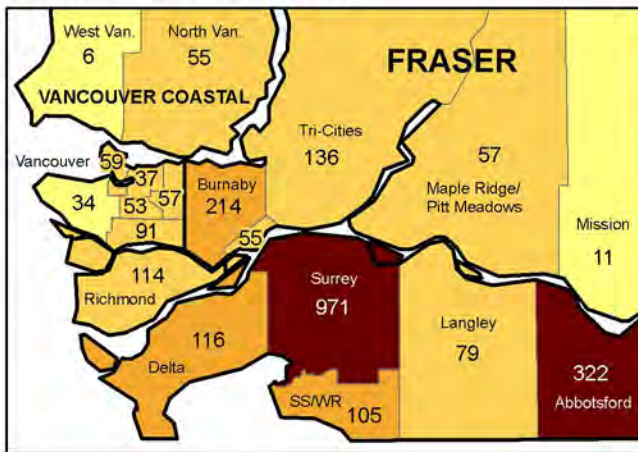 West Van.
6
North Van.
55
VANCOUVER COASTAL
FRASER
Tri-Cities
136
57
Maple Ridge/
Pitt Meadows
Mission
11
Vancouver
59
37
57
34
53
91
Burnaby
214
55
114
Richmond
Surrey
971
Langley
79
116
Delta
SS/WR
105
322
Abbotsford